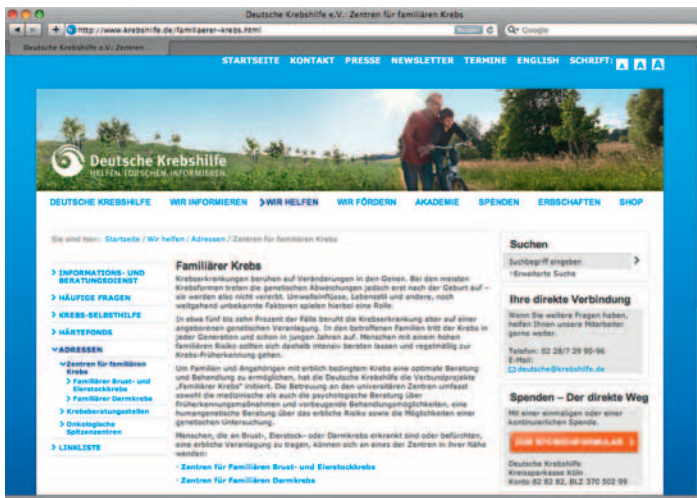 Deutsche Krebshilfe e.V.: Zentren für familiären Krebs
http://www.krebshilfe.de/familiaerer-krebs.html
Reader
Google
Deutsche Krebshilfe e.V.: Zentren ...
STARTSEITE KONTAKT PRESSE NEWSLETTER TERMINE ENGLISH SCHRIFT: A A A
Deutsche Krebshilfe
HELFEN. FORSCHEN. INFORMIEREN.
DEUTSCHE KREBSHILFE WIR INFORMIEREN WIR HELFEN WIR FÖRDERN AKADEMIE SPENDEN ERBSCHAFTEN SHOP
Sie sind hier: Startseite / Wir helfen / Adressen / Zentren für familiären Krebs
INFORMATIONS- UND
BERATUNGSDIENST
HÄUFIGE FRAGEN
KREBS-SELBSTHILFE
HÄRTEFONDS
ADRESSEN
Zentren für familiären
Krebs
Familiärer Brust- und
Eierstockkrebs
Familiärer Darmkrebs
Krebsberatungsstellen
Onkologische
Spitzenzentren
LINKLISTE
Familiärer Krebs
Krebserkrankungen beruhen auf Veränderungen in den Genen. Bei den meisten
Krebsformen treten die genetischen Abweichungen jedoch erst nach der Geburt auf -
sie werden also nicht vererbt. Umwelteinflüsse, Lebensstil und andere, noch
weitgehend unbekannte Faktoren spielen hierbei eine Rolle.
In etwa fünf bis zehn Prozent der Fälle beruht die Krebserkrankung aber auf einer
angeborenen genetischen Veranlagung. In den betroffenen Familien tritt der Krebs in
jeder Generation und schon in jungen Jahren auf. Menschen mit einem hohen
familiären Risiko sollten sich deshalb intensiv beraten lassen und regelmäßig zur
Krebs-Früherkennung gehen.
Um Familien und Angehörigen mit erblich bedingtem Krebs eine optimale Beratung
und Behandlung zu ermöglichen, hat die Deutsche Krebshilfe die Verbundprojekte
„Familiärer Krebs" initiiert. Die Betreuung an den universitären Zentren umfasst
sowohl die medizinische als auch die psychologische Beratung über
Früherkennungsmaßnahmen und vorbeugende Behandlungsmöglichkeiten, eine
humangenetische Beratung über das erbliche Risiko sowie die Möglichkeiten einer
genetischen Untersuchung.
Menschen, die an Brust-, Eierstock- oder Darmkrebs erkrankt sind oder befürchten,
eine erbliche Veranlagung zu tragen, können sich an eines der Zentren in ihrer Nähe
wenden:
· Zentren für Familiären Brust- und Eierstockkrebs
· Zentren für Familiären Darmkrebs
Suchen
Suchbegriff eingeben
Erweiterte Suche
Ihre direkte Verbindung
Wenn Sie weitere Fragen haben,
helfen Ihnen unsere Mitarbeiter
gerne weiter.
Telefon: 02 28/7 29 90-96
E-Mail:
deutsche@krebshilfe.de
Spenden – Der direkte Weg
Mit einer einmaligen oder einer
kontinuierlichen Spende.
ZUM SPENDENFORMULAR
Deutsche Krebshilfe
Kreissparkasse Köln
Konto 82 82 82, BLZ 370 502 99